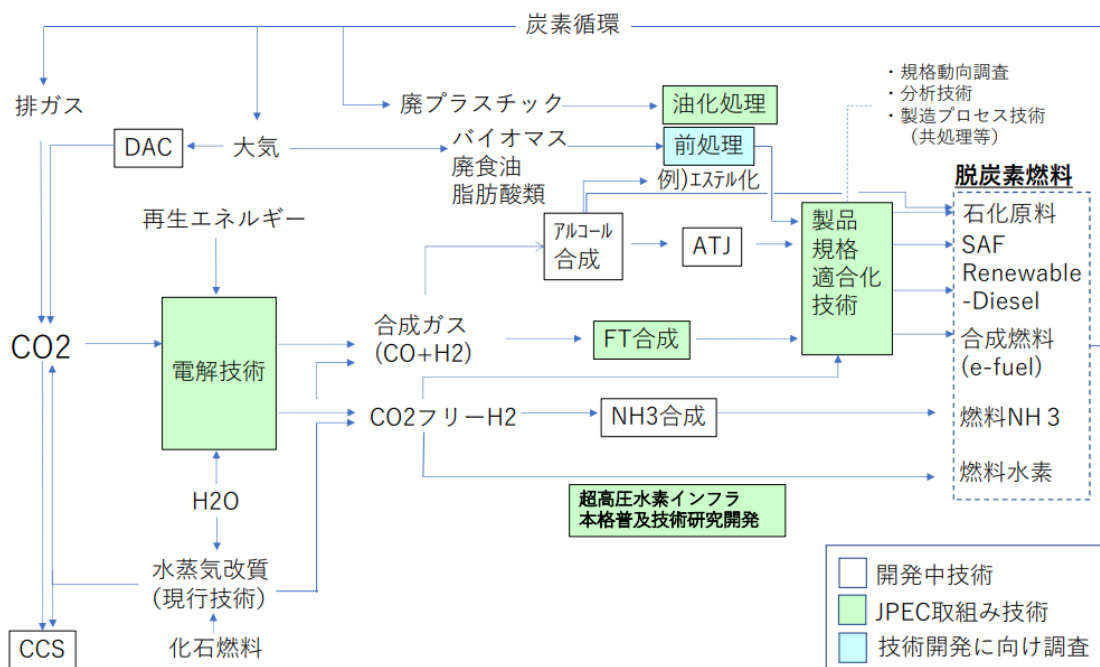 炭素循環
・規格動向調査
・分析技術
・製造プロセス技術
（共処理等）
排ガス
廃プラスチック
油化処理
DAC
大気
バイオマス
廃食油
脂肪酸類
前処理
例)ｴｽﾃﾙ化
脱炭素燃料
再生エネルギー
ｱﾙｺｰﾙ
合成
ATJ
製品
規格
適合化
技術
石化原料
SAF
Renewable
-Diesel
合成燃料
(e-fuel)
燃料NH３
燃料水素
CO2
電解技術
合成ガス
(CO+H2)
FT合成
CO2フリーH2
NH3合成
超高圧水素インフラ
本格普及技術研究開発
H2O
水蒸気改質
(現行技術)
化石燃料
CCS
開発中技術
JPEC取組み技術
技術開発に向け調査